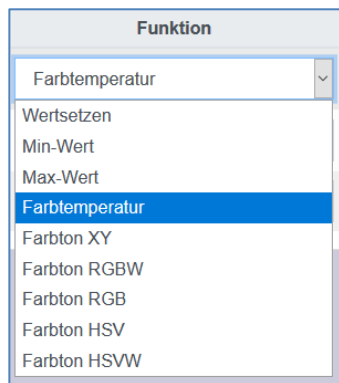 Funktion
Farbtemperatur
Wertsetzen
Min-Wert
Max-Wert
Farbtemperatur
Farbton XY
Farbton RGBW
Farbton RGB
Farbton HSV
Farbton HSVW